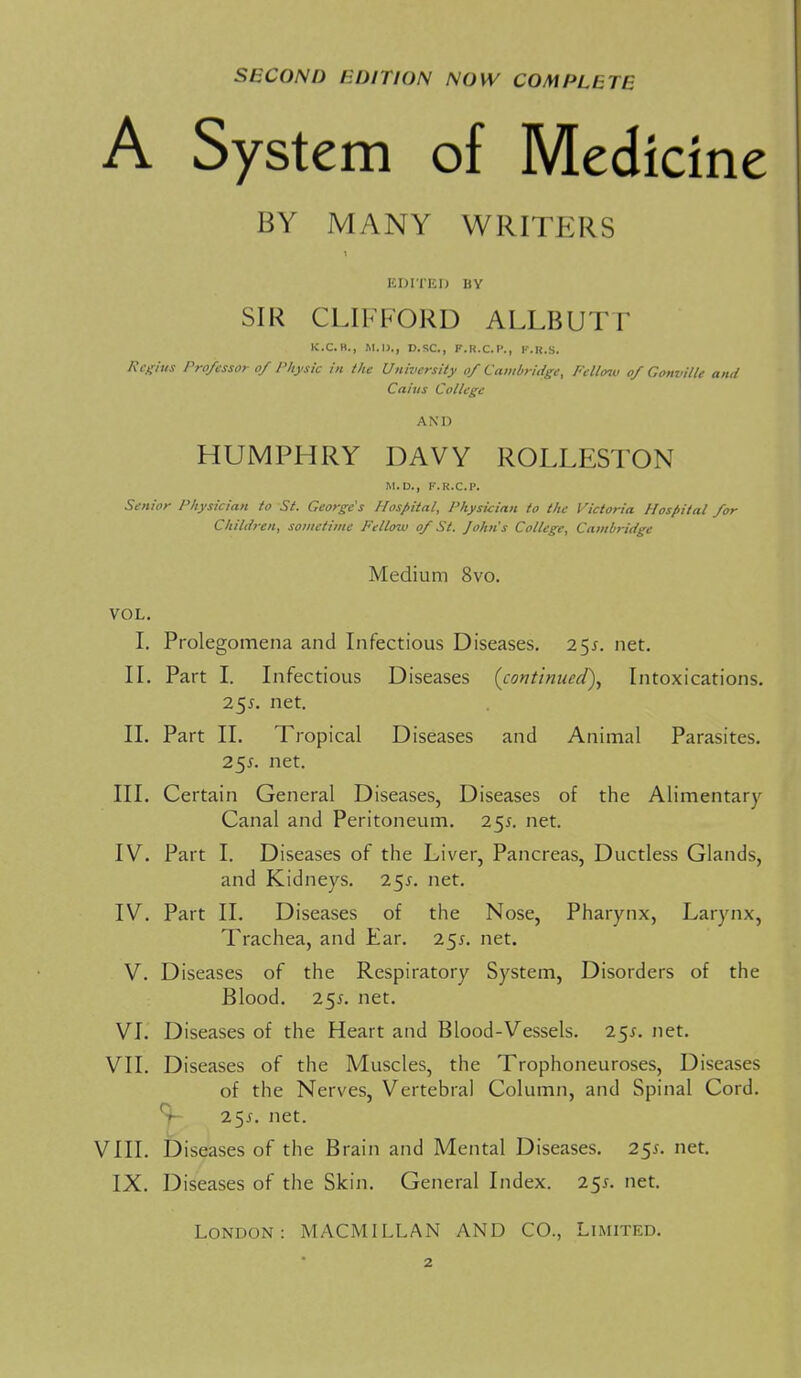 SECOND EDITION NOW COMPLETE
A System of Medicine
BY MANY WRITERS
EDITED BY
SIR CLIFFORD ALLBUTT
K.C.B., M.D., D.SC., F.R.C.P., F.R.S.
Regius Professor of Physic in the University of Cambridge, Fellow of Gonville and
Caius College
AND
HUMPHRY DAVY ROLLESTON
M.D., F.R.C.P.
Senior Physician to St. George's Hospital, Physician to the Victoria Hospital for
Children, sometime Fellow of St. John's College, Cambridge
Medium 8vo.
VOL.
I. Prolegomena and Infectious Diseases. 25s. net.
II. Part I. Infectious Diseases (continued), Intoxications.
25s. net.
II. Part II. Tropical Diseases and Animal Parasites.
25s. net.
III. Certain General Diseases, Diseases of the Alimentary
Canal and Peritoneum. 25s. net.
IV. Part I. Diseases of the Liver, Pancreas, Ductless Glands,
and Kidneys. 25s. net.
IV. Part II. Diseases of the Nose, Pharynx, Larynx,
Trachea, and Ear. 25s. net.
V. Diseases of the Respiratory System, Disorders of the
Blood. 25s. net.
VI. Diseases of the Heart and Blood-Vessels. 25s. net.
VII. Diseases of the Muscles, the Trophoneuroses, Diseases
of the Nerves, Vertebral Column, and Spinal Cord.
25s. net.
VIII. Diseases of the Brain and Mental Diseases. 25s. net.
IX. Diseases of the Skin. General Index. 25s. net.
LONDON: MACMILLAN AND CO., LIMITED.
2